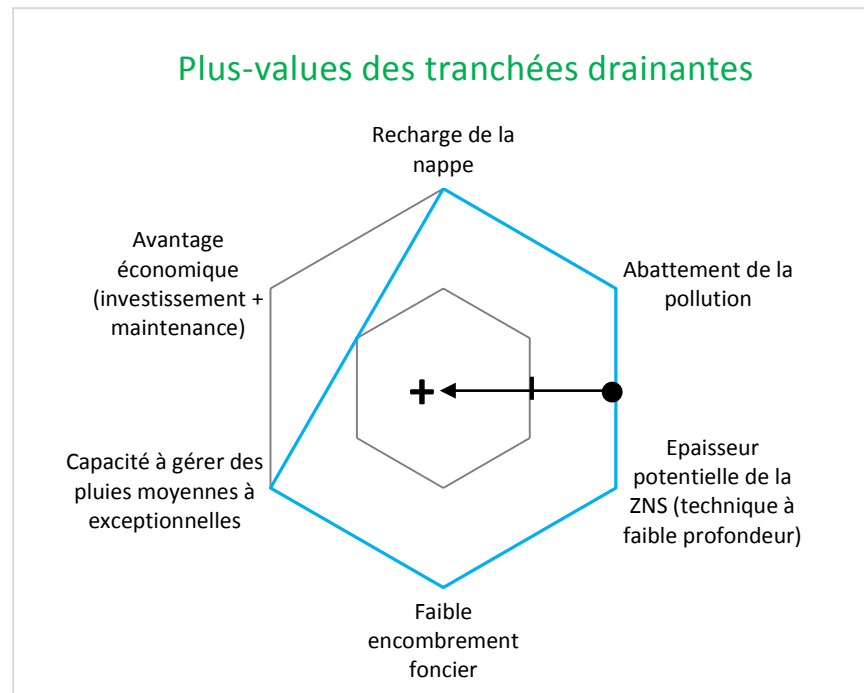 Plus-values des tranchées drainantes
Recharge de la
nappe
Avantage
économique
(investissement +
maintenance)
Abattement de la
pollution
+
Capacité à gérer des
pluies moyennes à
exceptionnelles
Epaisseur
potentielle de la
ZNS (technique à
faible profondeur)
Faible
encombrement
foncier